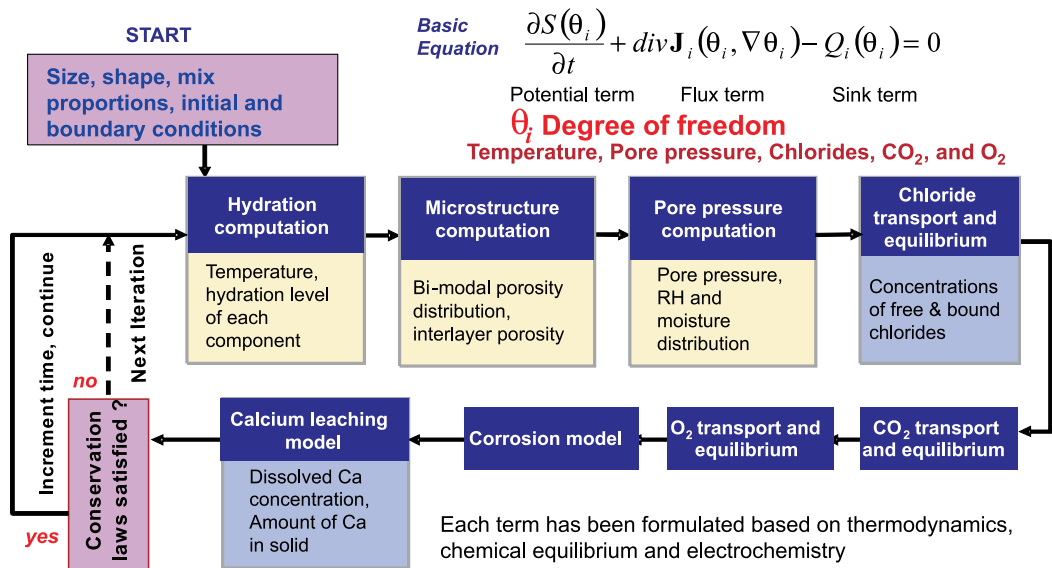 START
Size, shape, mix
proportions, initial and
boundary conditions
Basic
Equation
∂S(θᵢ)/∂t + div Jᵢ(θᵢ, ∇θᵢ) − Qᵢ(θᵢ) = 0
Potential term Flux term Sink term
θᵢ Degree of freedom
Temperature, Pore pressure, Chlorides, CO₂, and O₂
Hydration
computation
Temperature,
hydration level
of each
component
Microstructure
computation
Bi-modal porosity
distribution,
interlayer porosity
Pore pressure
computation
Pore pressure,
RH and
moisture
distribution
Chloride
transport and
equilibrium
Concentrations
of free & bound
chlorides
CO₂ transport
and equilibrium
O₂ transport and
equilibrium
Corrosion model
Calcium leaching
model
Dissolved Ca
concentration,
Amount of Ca
in solid
Conservation
laws satisfied ?
no
Next Iteration
yes
Increment time, continue
Each term has been formulated based on thermodynamics,
chemical equilibrium and electrochemistry